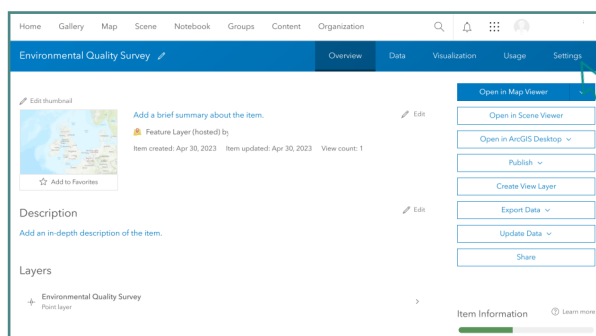 Home Gallery Map Scene Notebook Groups Content Organization
Environmental Quality Survey Overview Data Visualization Usage Settings
Edit thumbnail
Add to Favorites
Add a brief summary about the item.
Edit
Feature Layer (hosted) by
Item created: Apr 30, 2023 Item updated: Apr 30, 2023 View count: 1
Description
Edit
Add an in-depth description of the item.
Layers
Environmental Quality Survey
Point layer
Open in Map Viewer
Open in Scene Viewer
Open in ArcGIS Desktop
Publish
Create View Layer
Export Data
Update Data
Share
Item Information Learn more